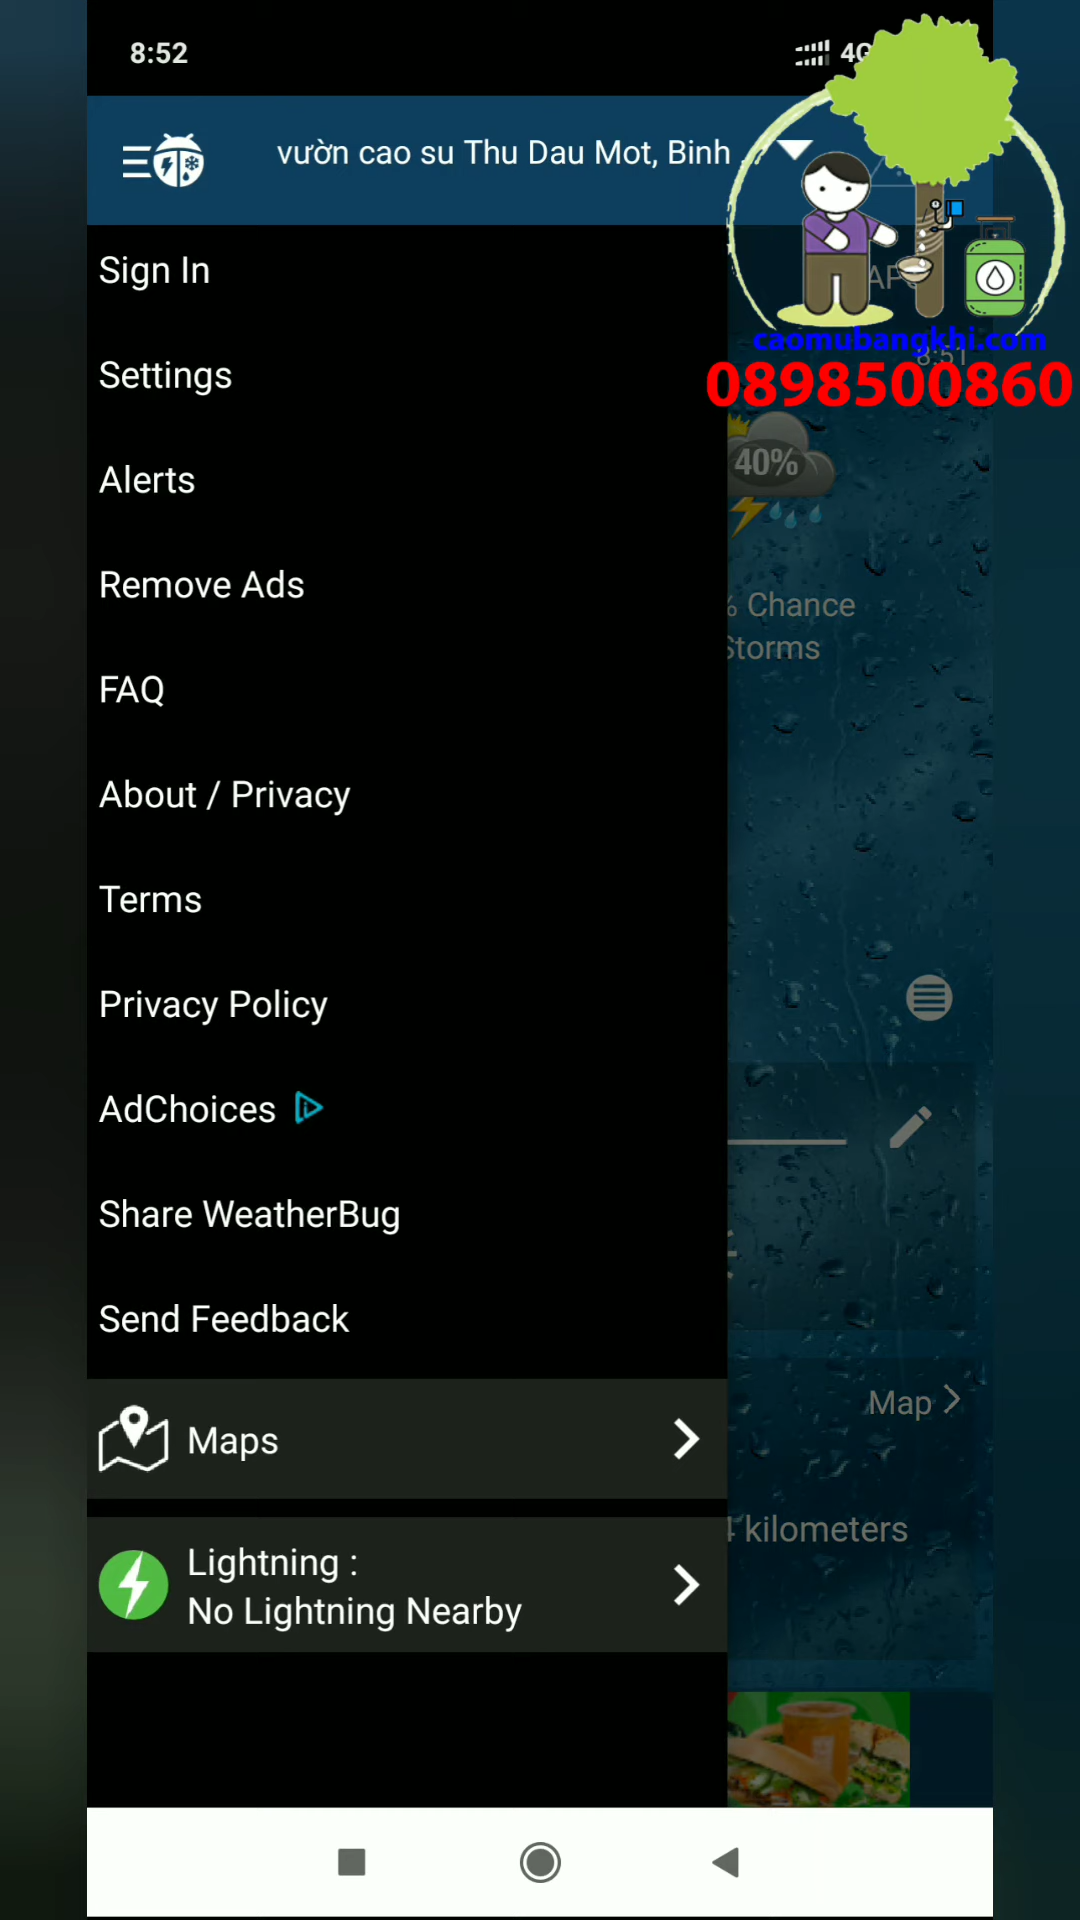 8:52
4G
vườn cao su Thu Dau Mot, Binh ...
Sign In
caomubangkhi.com
8:51
0898500860
Settings
40%
Alerts
Remove Ads
% Chance
Storms
FAQ
About / Privacy
Terms
Privacy Policy
AdChoices
Share WeatherBug
Send Feedback
Map
Maps
kilometers
Lightning :
No Lightning Nearby